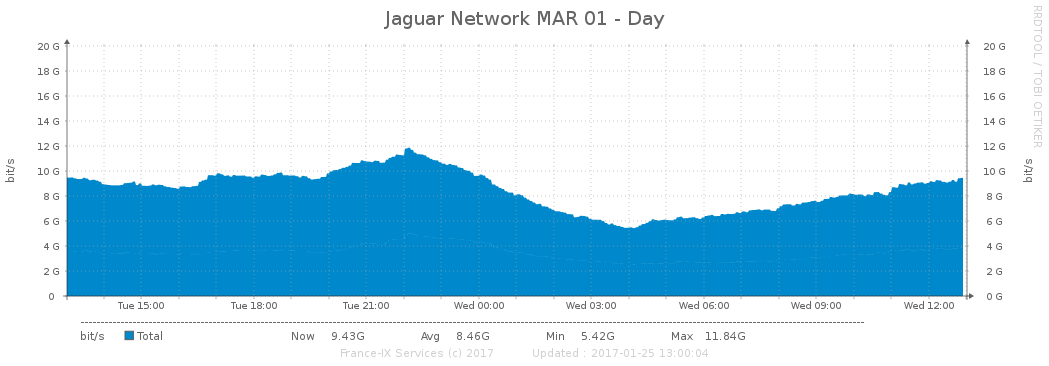 Jaguar Network MAR 01 - Day
RRDTOOL / TOBI OETIKER
bit/s
bit/s
20 G 20 G
18 G 18 G
16 G 16 G
14 G 14 G
12 G 12 G
10 G 10 G
8 G 8 G
6 G 6 G
4 G 4 G
2 G 2 G
0 0 G
Tue 15:00 Tue 18:00 Tue 21:00 Wed 00:00 Wed 03:00 Wed 06:00 Wed 09:00 Wed 12:00
bit/s Total Now 9.43G Avg 8.46G Min 5.42G Max 11.84G
France-IX Services (c) 2017 Updated : 2017-01-25 13:00:04